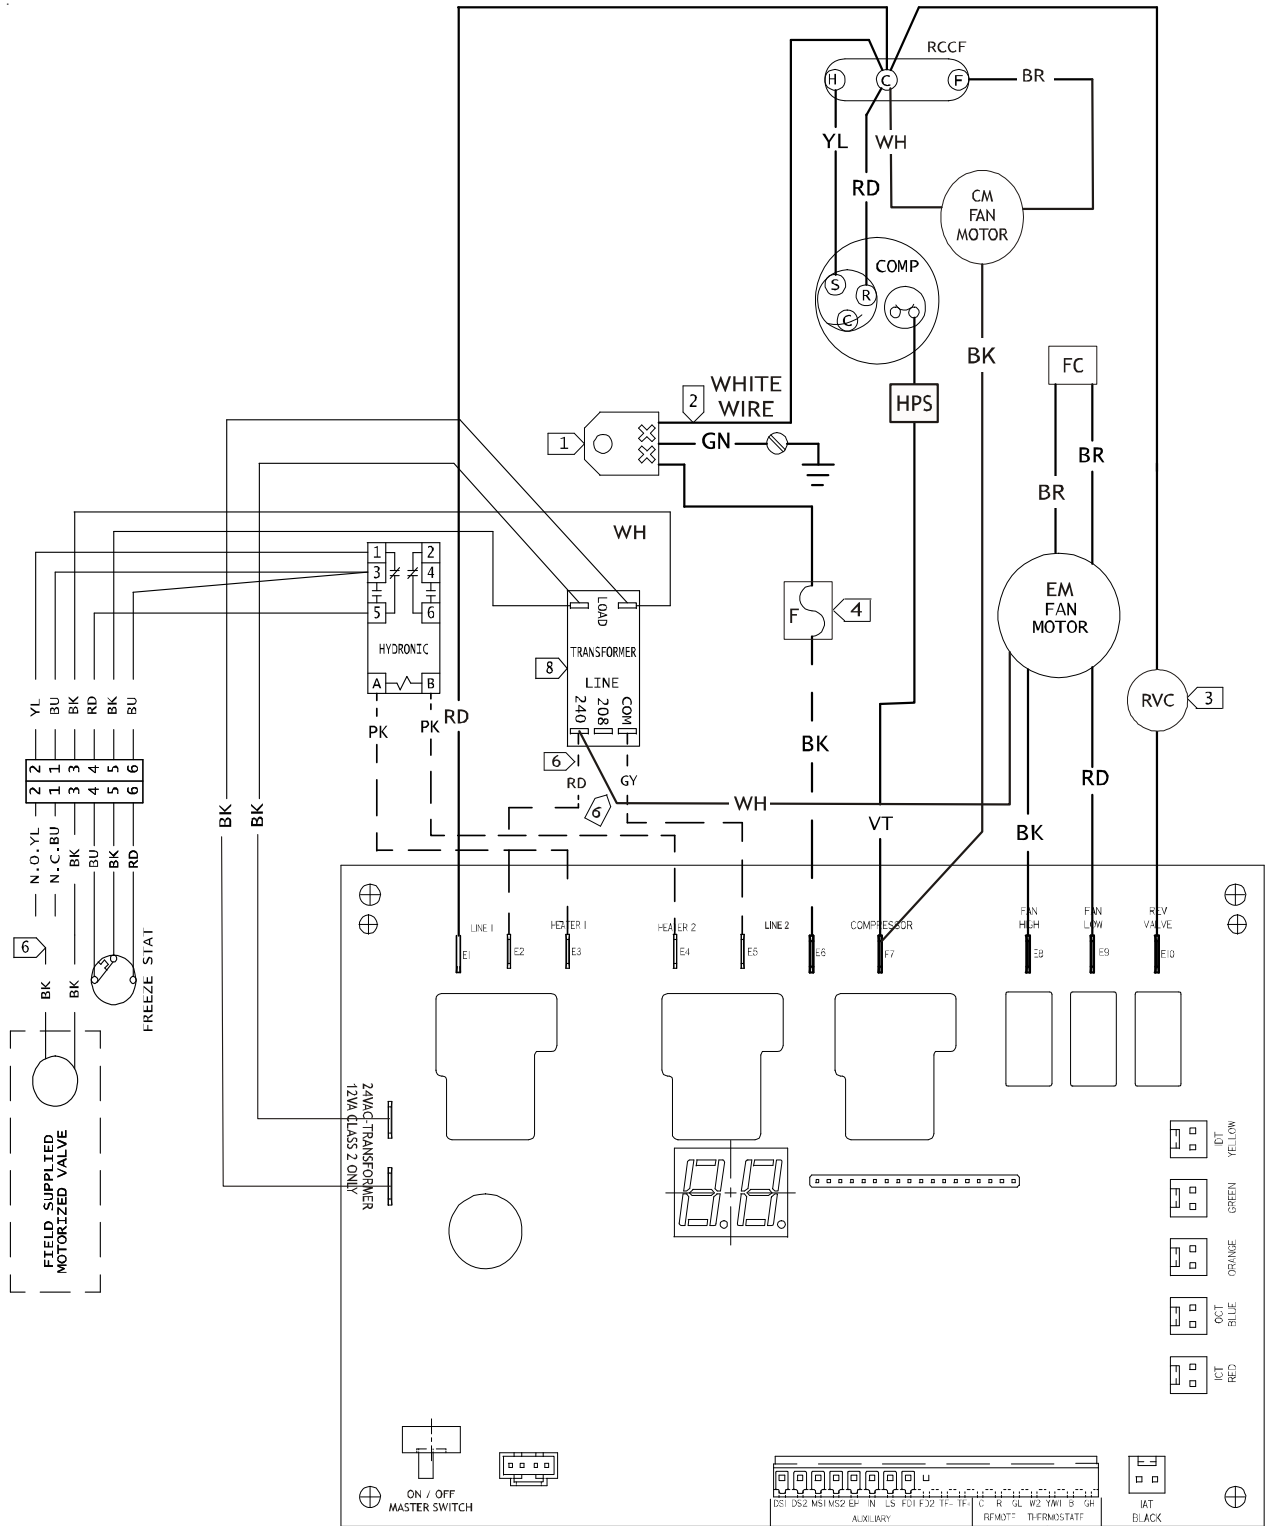 RCCF
H
C
F
BR
YL
WH
RD
CM
FAN
MOTOR
COMP
S
R
C
BK
FC
HPS
2
WHITE
WIRE
1
GN
BR
BR
WH
1
2
3
4
5
6
HYDRONIC
A
B
LOAD
TRANSFORMER
LINE
240
208
COM
8
F
4
EM
FAN
MOTOR
RVC
3
YL
BU
BK
RD
BK
BU
PK
PK
RD
6
RD
6
GY
BK
WH
RD
VT
BK
2
1
3
4
5
6
2
1
3
4
5
6
BK
BK
N.O.YL
N.C.BU
BK
BU
BK
RD
6
BK
BK
FREEZE STAT
FIELD SUPPLIED
MOTORIZED VALVE
LINE 1
HEATER 1
HEATER 2
LINE 2
COMPRESSOR
FAN
HIGH
FAN
LOW
REV
VALVE
E1
E2
E3
E4
E5
E6
F7
E8
E9
E10
24VAC-TRANSFORMER
12VA CLASS 2 ONLY
IDT
YELLOW
GREEN
ORANGE
OCT
BLUE
ICT
RED
ON / OFF
MASTER SWITCH
DS1 DS2 MS1 MS2 EH IN LS FD1 FD2 TF- TF- C R GL W2 Y/W1 B GH
AUXILIARY
REMOTE THERMOSTATE
IAT
BLACK